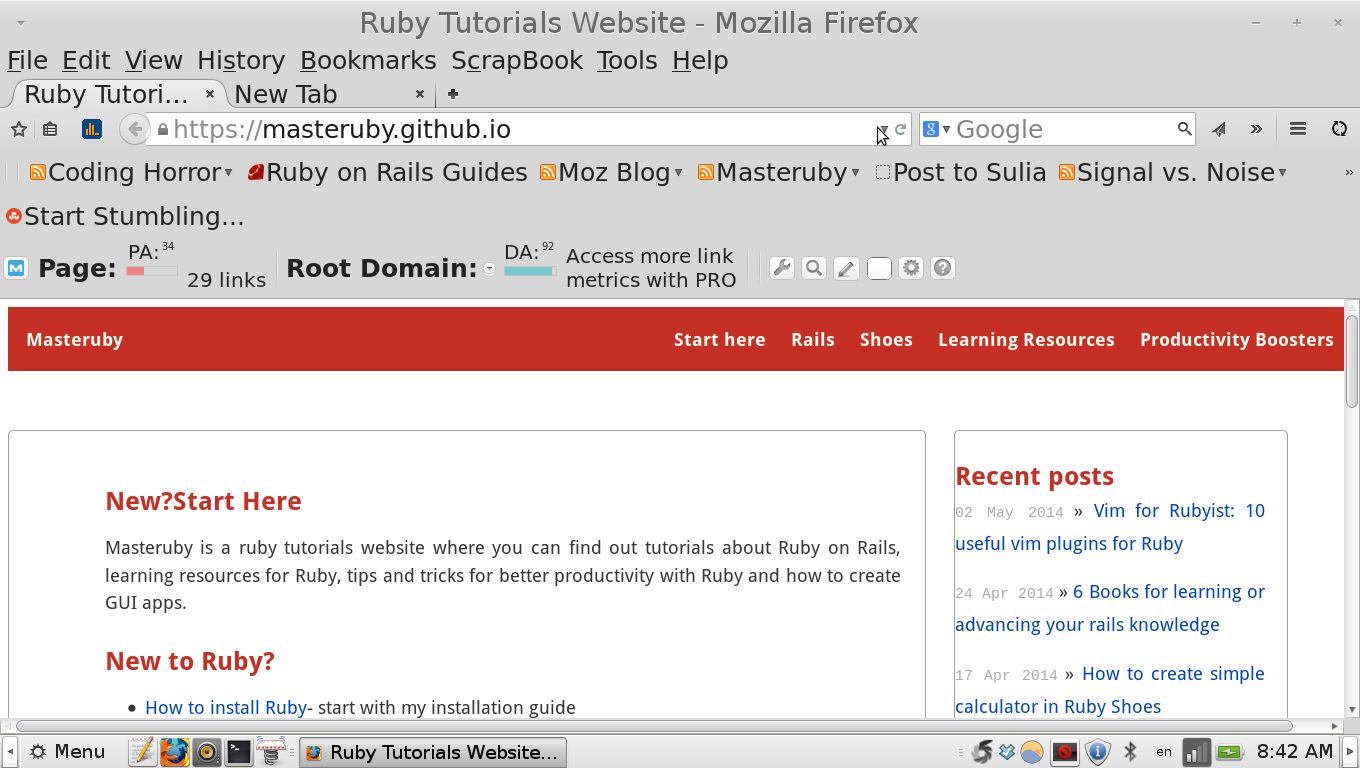 Ruby Tutorials Website - Mozilla Firefox
File Edit View History Bookmarks ScrapBook Tools Help
Ruby Tutori... New Tab
https://masteruby.github.io Google
Coding Horror Ruby on Rails Guides Moz Blog Masteruby Post to Sulia Signal vs. Noise »
Start Stumbling...
Page: PA: 34 29 links Root Domain: DA: 92 Access more link
metrics with PRO
Masteruby Start here Rails Shoes Learning Resources Productivity Boosters
New?Start Here
Masteruby is a ruby tutorials website where you can find out tutorials about Ruby on Rails,
learning resources for Ruby, tips and tricks for better productivity with Ruby and how to create
GUI apps.
New to Ruby?
• How to install Ruby- start with my installation guide
Recent posts
02 May 2014 » Vim for Rubyist: 10
useful vim plugins for Ruby
24 Apr 2014 » 6 Books for learning or
advancing your rails knowledge
17 Apr 2014 » How to create simple
calculator in Ruby Shoes
Menu Ruby Tutorials Website... en 8:42 AM